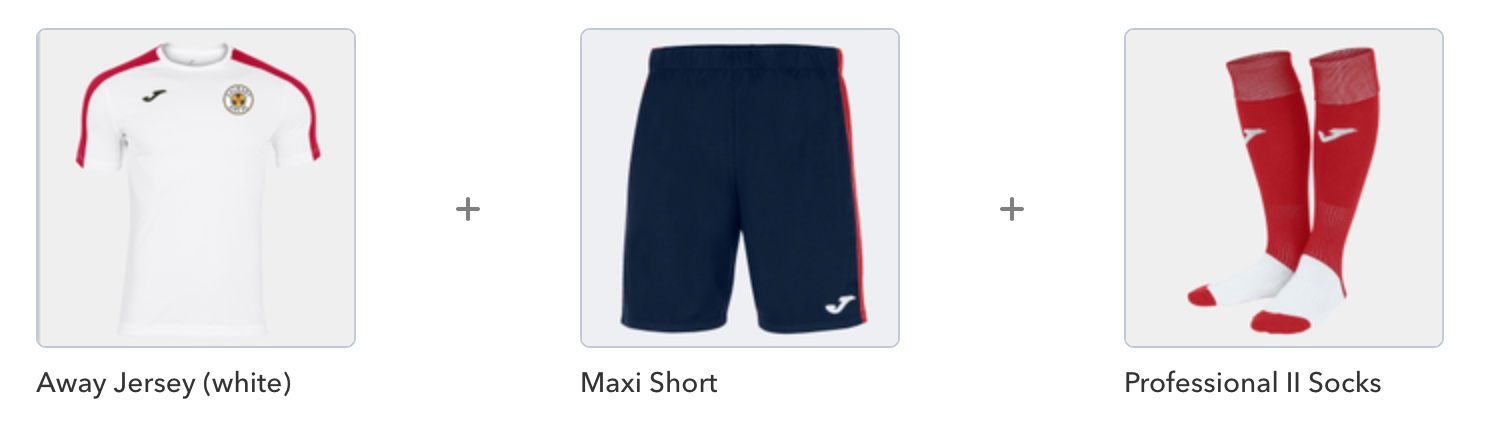 +
+
Away Jersey (white)
Maxi Short
Professional II Socks